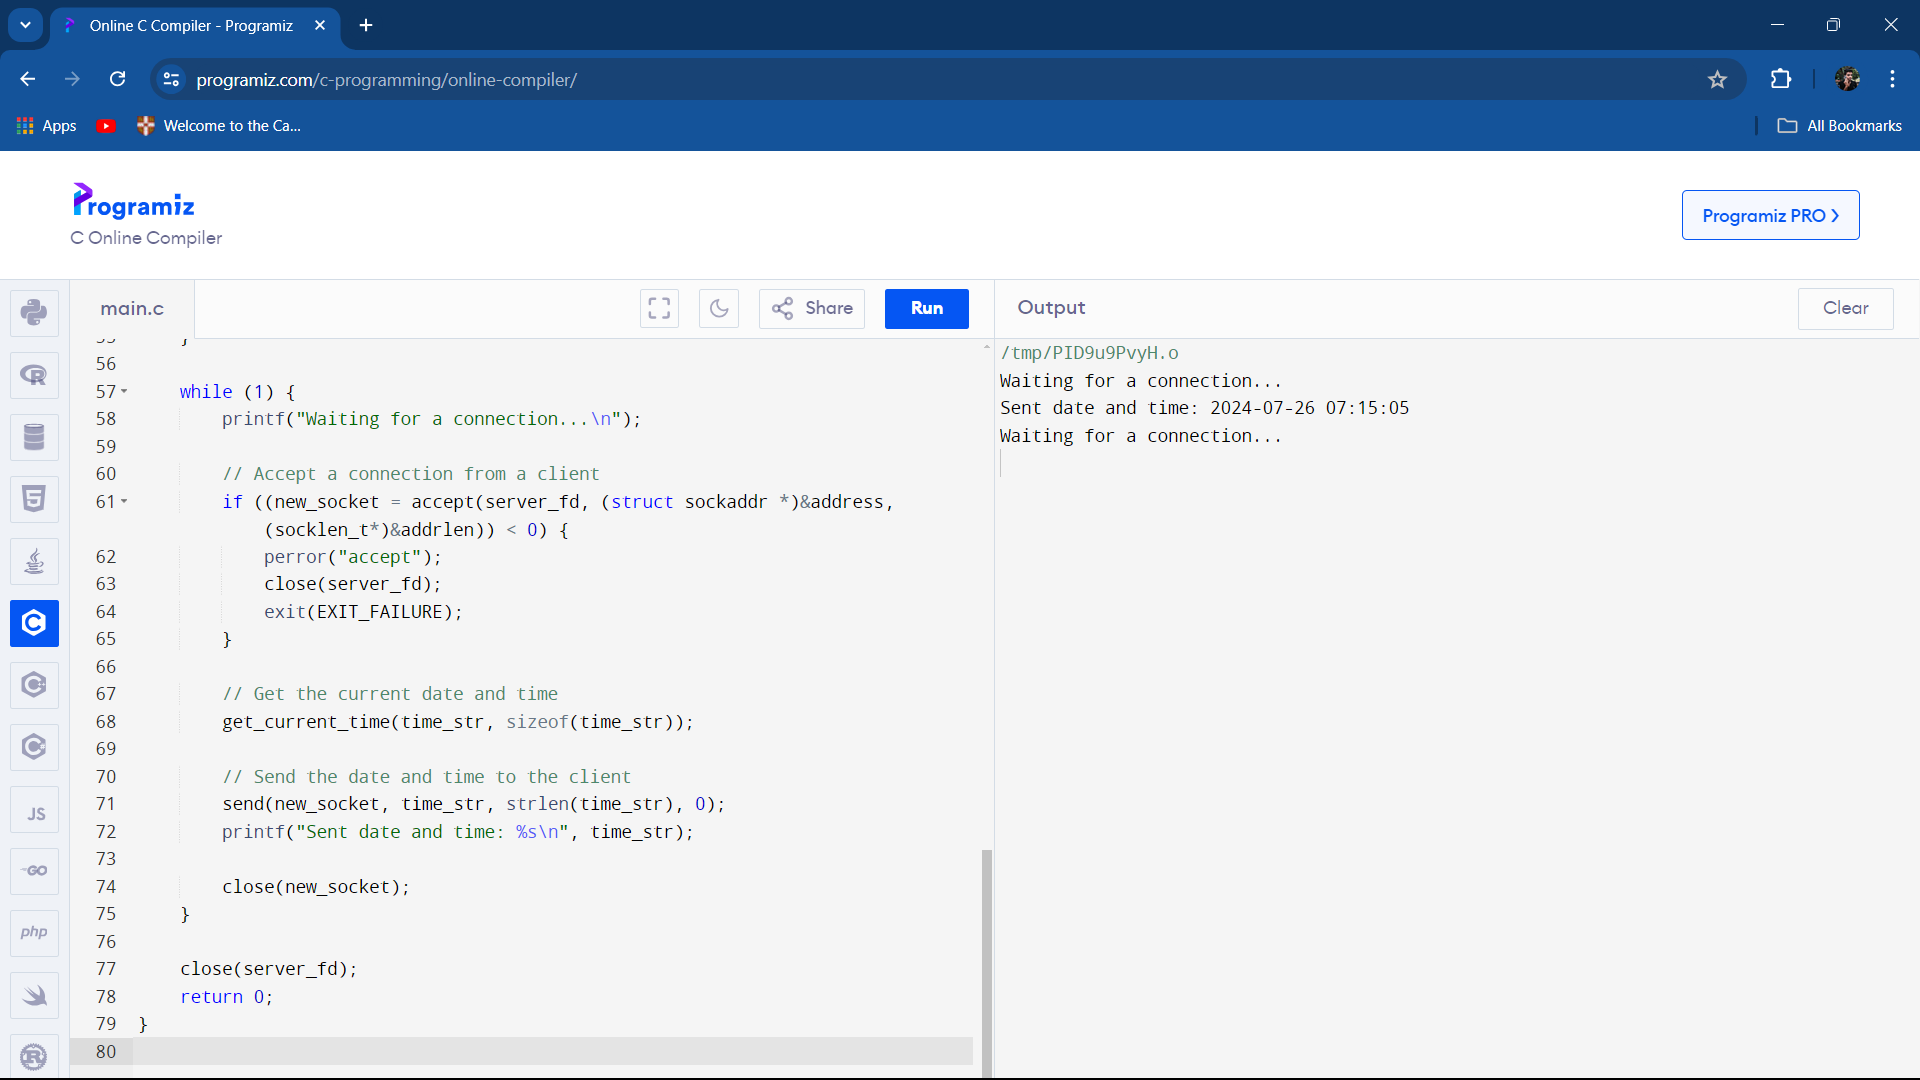 Online C Compiler - Programiz
programiz.com/c-programming/online-compiler/
Apps
Welcome to the Ca...
All Bookmarks
Programiz
C Online Compiler
Programiz PRO
main.c
Share
Run
Output
Clear
55 }
56
57 while (1) {
58 printf("Waiting for a connection...\n");
59
60 // Accept a connection from a client
61 if ((new_socket = accept(server_fd, (struct sockaddr *)&address,
(socklen_t*)&addrlen)) < 0) {
62 perror("accept");
63 close(server_fd);
64 exit(EXIT_FAILURE);
65 }
66
67 // Get the current date and time
68 get_current_time(time_str, sizeof(time_str));
69
70 // Send the date and time to the client
71 send(new_socket, time_str, strlen(time_str), 0);
72 printf("Sent date and time: %s\n", time_str);
73
74 close(new_socket);
75 }
76
77 close(server_fd);
78 return 0;
79 }
80
/tmp/PID9u9PvyH.o
Waiting for a connection...
Sent date and time: 2024-07-26 07:15:05
Waiting for a connection...
R
5
C
C
C
JS
GO
php
R